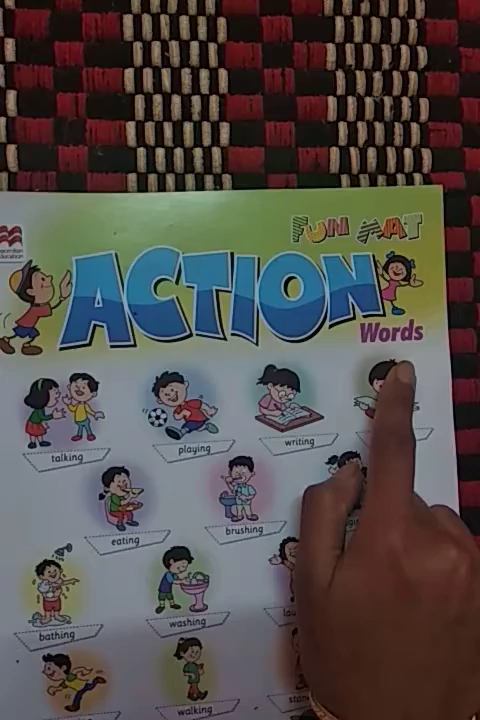 FUN MAT
ACTION
Words
talking
playing
writing
eating
brushing
bathing
washing
walking